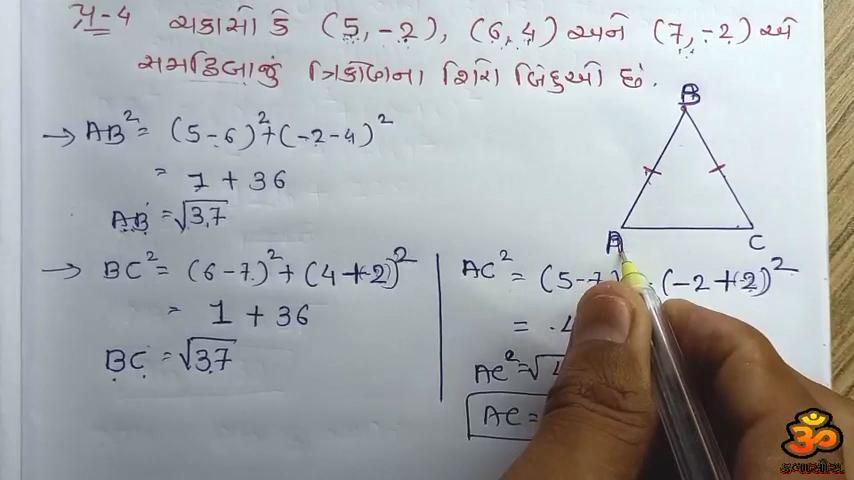 પ્ર-4 ચકાસો કે (5,-2), (6,4) અને (7,-2) એ
સમદ્વિબાજુ ત્રિકોણના શિરો બિંદુઓ છે.
B
A
C
→ AB² = (5-6)² + (-2-4)²
= 1 + 36
AB = √37
→ BC² = (6-7)² + (4+2)²
= 1 + 36
BC = √37
AC² = (5-7) (-2+2)²
= 4
AC² = √4
AC =
ૐ